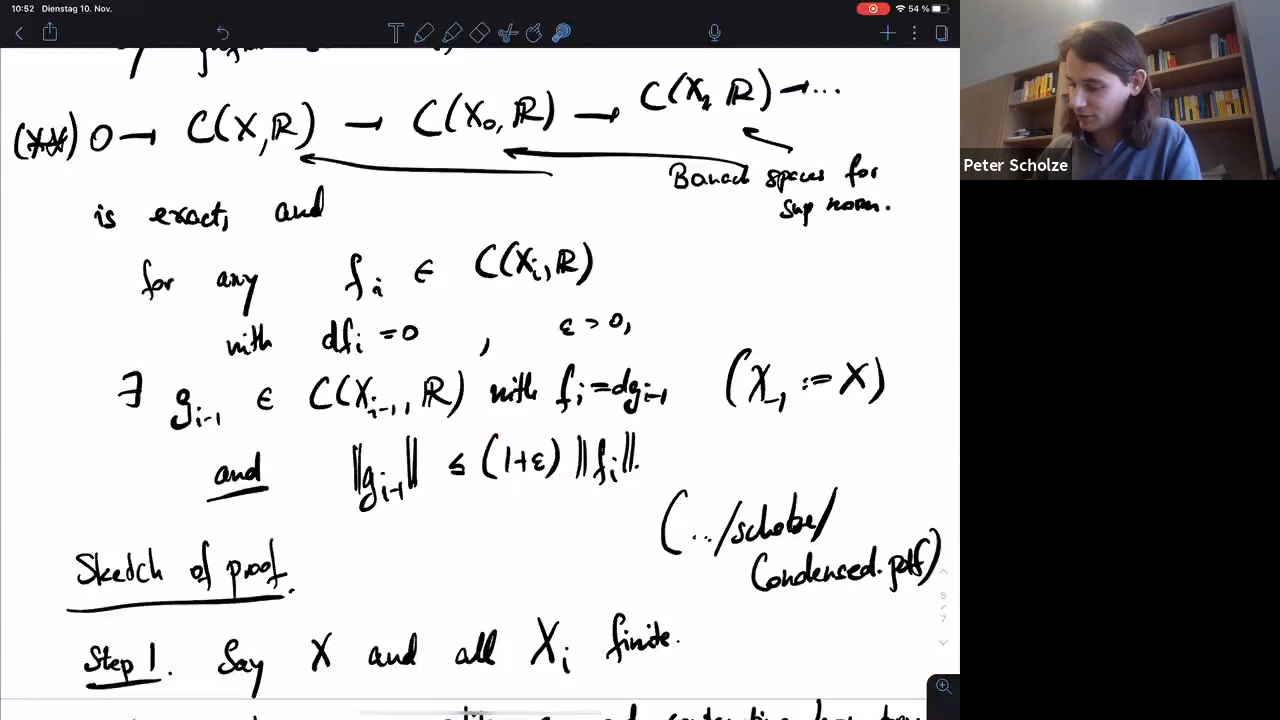 10:52 Dienstag 10. Nov.
54 %
(**) 0 → C(X, ℝ) → C(X₀, ℝ) → C(X₁, ℝ) → ...
Banach spaces for
sup norm.
is exact, and
for any fᵢ ∈ C(Xᵢ, ℝ)
with dfᵢ = 0 , ε > 0,
∃ gᵢ₋₁ ∈ C(Xᵢ₋₁, ℝ) with fᵢ = dgᵢ₋₁ (X₋₁ := X)
and ‖gᵢ₋₁‖ ≤ (1+ε) ‖fᵢ‖.
(.../scholze/
Condensed.pdf)
Sketch of proof.
Step 1. Say X and all Xᵢ finite.
Peter Scholze
5
/
7